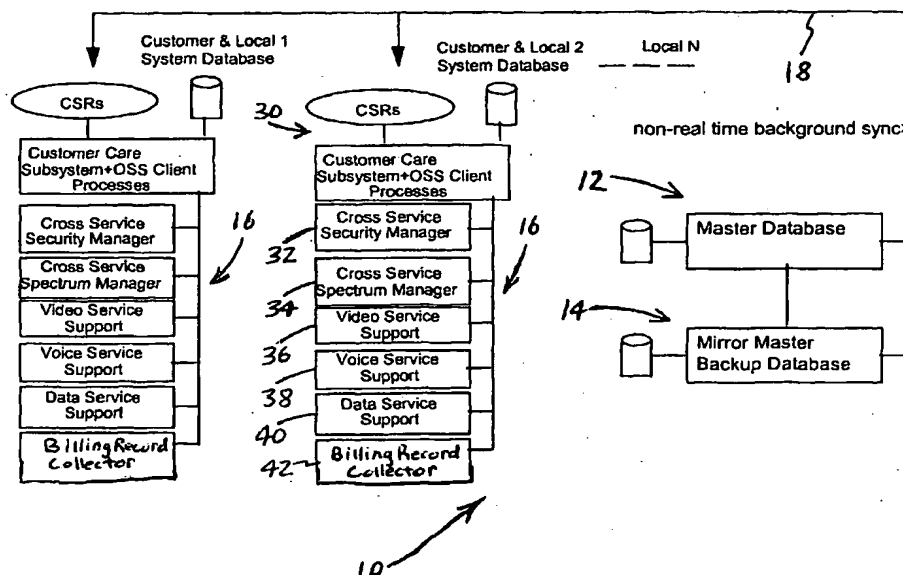 Customer & Local 1
System Database
Customer & Local 2
System Database
Local N
18
CSRs
30
CSRs
non-real time background sync
Customer Care
Subsystem+OSS Client
Processes
Customer Care
Subsystem+OSS Client
Processes
12
Cross Service
Security Manager
16
32
Cross Service
Security Manager
16
Master Database
Cross Service
Spectrum Manager
34
Cross Service
Spectrum Manager
14
Video Service
Support
36
Video Service
Support
Mirror Master
Backup Database
Voice Service
Support
38
Voice Service
Support
Data Service
Support
40
Data Service
Support
Billing Record
Collector
42
Billing Record
Collector
10